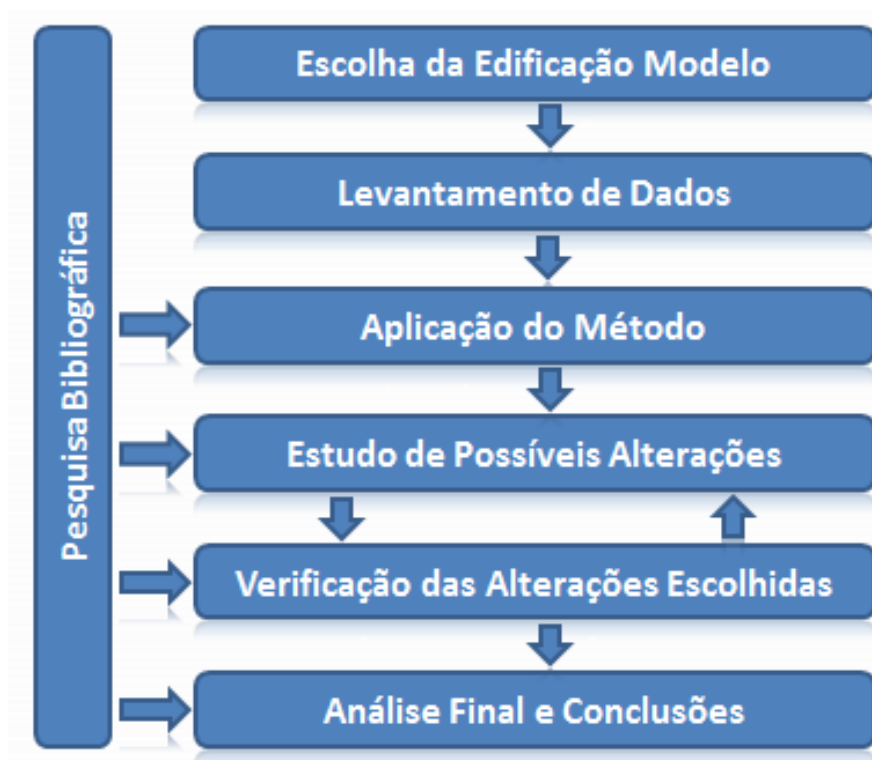 Pesquisa Bibliográfica
Escolha da Edificação Modelo
Levantamento de Dados
Aplicação do Método
Estudo de Possíveis Alterações
Verificação das Alterações Escolhidas
Análise Final e Conclusões